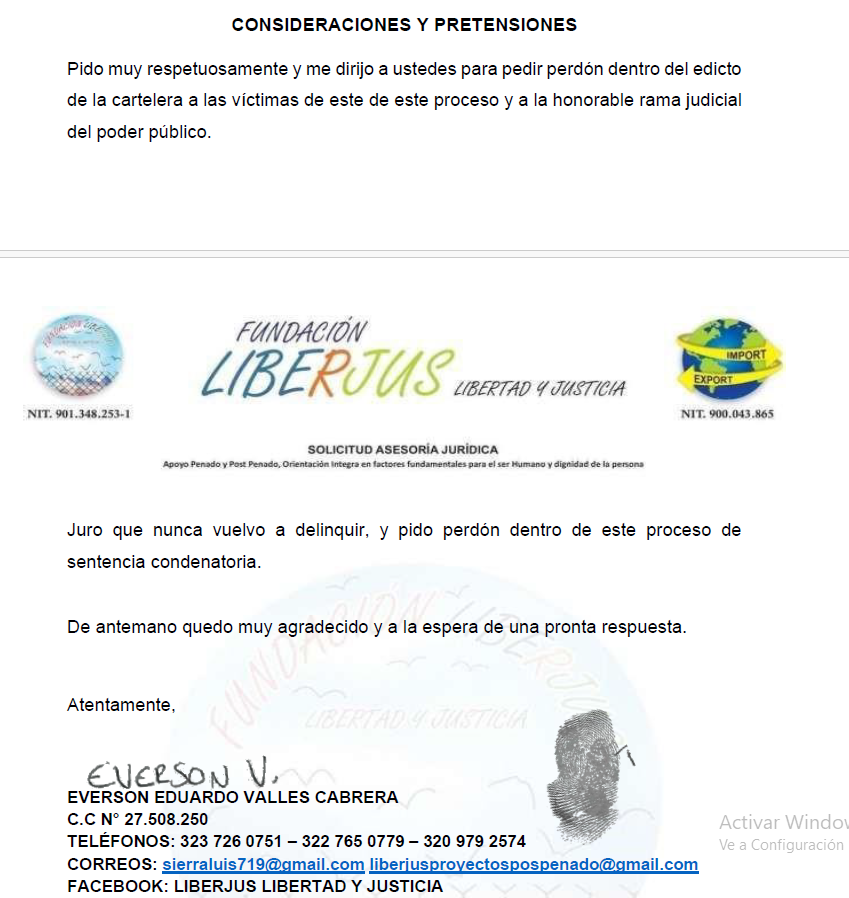 CONSIDERACIONES Y PRETENSIONES
Pido muy respetuosamente y me dirijo a ustedes para pedir perdón dentro del edicto
de la cartelera a las víctimas de este de este proceso y a la honorable rama judicial
del poder público.
FUNDACIÓN LIBERJUS
NIT. 901.348.253-1
FUNDACIÓN
LIBERJUS LIBERTAD Y JUSTICIA
IMPORT
EXPORT
NIT. 900.043.865
SOLICITUD ASESORÍA JURÍDICA
Apoyo Penado y Post Penado, Orientación Integra en factores fundamentales para el ser Humano y dignidad de la persona
Juro que nunca vuelvo a delinquir, y pido perdón dentro de este proceso de
sentencia condenatoria.
De antemano quedo muy agradecido y a la espera de una pronta respuesta.
FUNDACIÓN LIBERJUS
LIBERTAD Y JUSTICIA
Atentamente,
EVERSON V.
EVERSON EDUARDO VALLES CABRERA
C.C N° 27.508.250
TELÉFONOS: 323 726 0751 – 322 765 0779 – 320 979 2574
CORREOS: sierraluis719@gmail.com liberjusproyectospospenado@gmail.com
FACEBOOK: LIBERJUS LIBERTAD Y JUSTICIA
Activar Window
Ve a Configuración